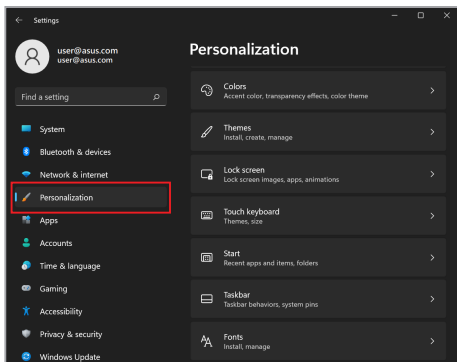 Settings
user@asus.com
user@asus.com
Find a setting
System
Bluetooth & devices
Network & internet
Personalization
Apps
Accounts
Time & language
Gaming
Accessibility
Privacy & security
Windows Update
Personalization
Colors
Accent color, transparency effects, color theme
Themes
Install, create, manage
Lock screen
Lock screen images, apps, animations
Touch keyboard
Themes, size
Start
Recent apps and items, folders
Taskbar
Taskbar behaviors, system pins
Fonts
Install, manage